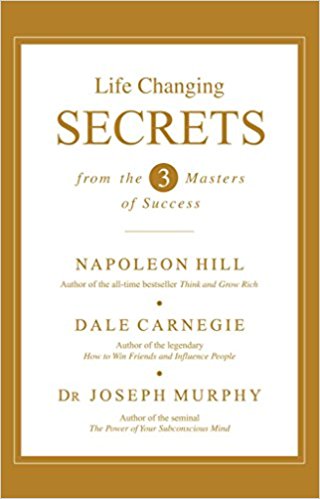 Life Changing
SECRETS
from the 3 Masters
of Success
NAPOLEON HILL
Author of the all-time bestseller Think and Grow Rich
•
DALE CARNEGIE
Author of the legendary
How to Win Friends and Influence People
•
DR JOSEPH MURPHY
Author of the seminal
The Power of Your Subconscious Mind